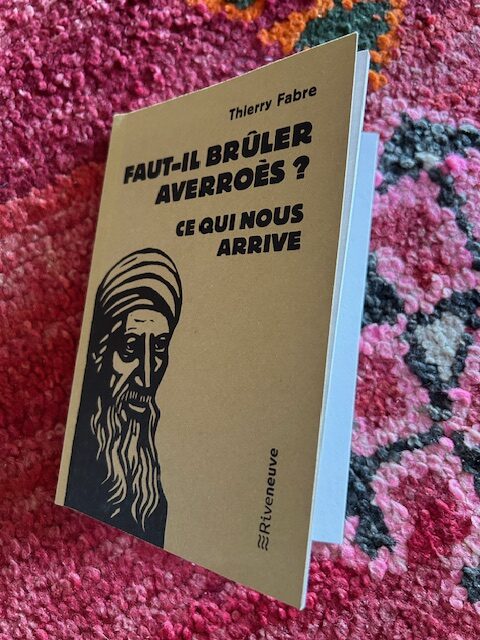 Thierry Fabre
FAUT-IL BRÛLER
AVERROÈS ?
CE QUI NOUS
ARRIVE
Riveneuve